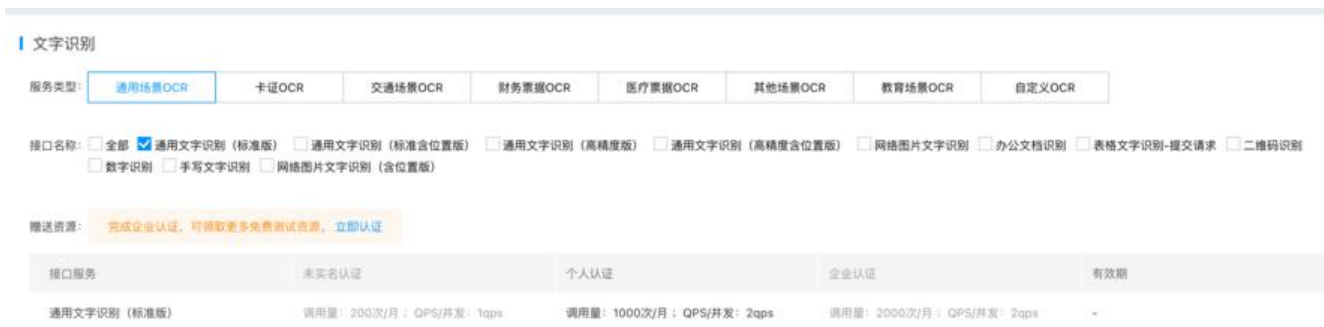 文字识别
服务类型: 通用场景OCR 卡证OCR 交通场景OCR 财务票据OCR 医疗票据OCR 其他场景OCR 教育场景OCR 自定义OCR
接口名称: 全部 通用文字识别（标准版） 通用文字识别（标准含位置版） 通用文字识别（高精度版） 通用文字识别（高精度含位置版） 网络图片文字识别 办公文档识别 表格文字识别-提交请求 二维码识别
数字识别 手写文字识别 网络图片文字识别（含位置版）
赠送资源: 完成企业认证，可领取更多免费测试资源。 立即认证
接口服务 未实名认证 个人认证 企业认证 有效期
通用文字识别（标准版） 调用量：200次/月；QPS/并发：1qps 调用量：1000次/月；QPS/并发：2qps 调用量：2000次/月；QPS/并发：2qps -